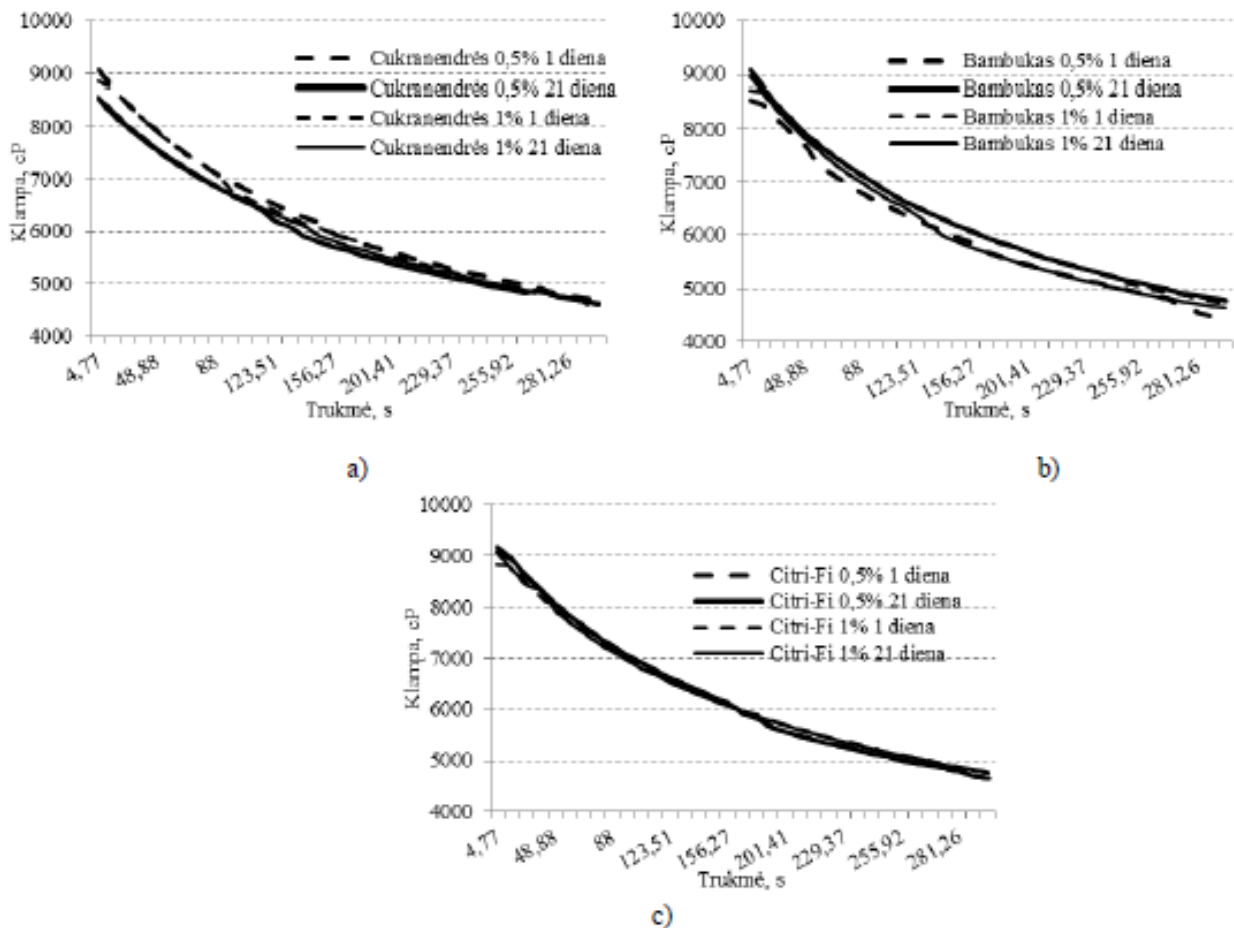 10000
9000
8000
7000
6000
5000
4000
Klampa, cP
Cukranendrės 0,5% 1 diena
Cukranendrės 0,5% 21 diena
Cukranendrės 1% 1 diena
Cukranendrės 1% 21 diena
4,77
48,88
88
123,51
156,27
201,41
229,37
255,92
281,26
Trukmė, s
a)
10000
9000
8000
7000
6000
5000
4000
Klampa, cP
Bambukas 0,5% 1 diena
Bambukas 0,5% 21 diena
Bambukas 1% 1 diena
Bambukas 1% 21 diena
4,77
48,88
88
123,51
156,27
201,41
229,37
255,92
281,26
Trukmė, s
b)
10000
9000
8000
7000
6000
5000
4000
Klampa, cP
Citri-Fi 0,5% 1 diena
Citri-Fi 0,5% 21 diena
Citri-Fi 1% 1 diena
Citri-Fi 1% 21 diena
4,77
48,88
88
123,51
156,27
201,41
229,37
255,92
281,26
Trukmė, s
c)